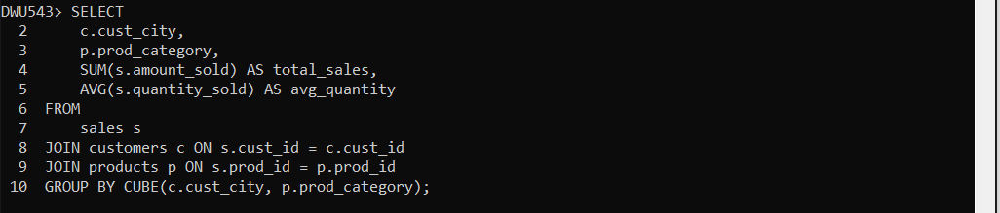 DWU543> SELECT
  2      c.cust_city,
  3      p.prod_category,
  4      SUM(s.amount_sold) AS total_sales,
  5      AVG(s.quantity_sold) AS avg_quantity
  6  FROM
  7      sales s
  8  JOIN customers c ON s.cust_id = c.cust_id
  9  JOIN products p ON s.prod_id = p.prod_id
 10  GROUP BY CUBE(c.cust_city, p.prod_category);